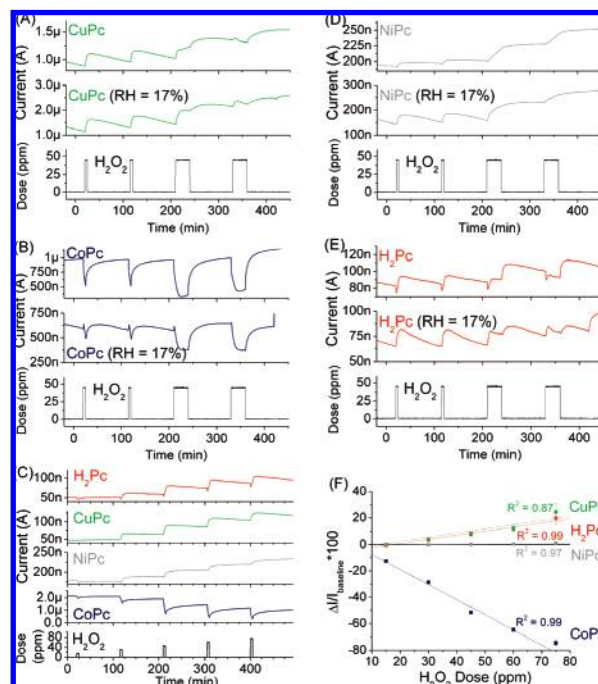 (A)
1.5µ
CuPc
1.0µ
3.0µ
2.0µ
CuPc (RH = 17%)
1.0µ
Current (A)
50
25
0
H₂O₂
Dose (ppm)
0 100 200 300 400
Time (min)
(D)
250n
NiPc
200n
300n
200n
NiPc (RH = 17%)
100n
Current (A)
50
25
0
H₂O₂
Dose (ppm)
0 100 200 300 400
Time (min)
(B)
CoPc
1µ
500n
750n
500n
250n
CoPc (RH = 17%)
Current (A)
50
25
0
H₂O₂
Dose (ppm)
0 100 200 300 400
Time (min)
(E)
120n
H₂Pc
100n
80n
100n
H₂Pc (RH = 17%)
75n
50n
Current (A)
50
25
0
H₂O₂
Dose (ppm)
0 100 200 300 400
Time (min)
(C)
H₂Pc
100n
50n
CuPc
100n
50n
NiPc
200n
2.0µ
1.0µ
0.0
CoPc
Current (A)
80
40
0
H₂O₂
Dose (ppm)
0 100 200 300 400
Time (min)
(F)
40
20
0
-20
-40
-60
-80
ΔI/I baseline *100
R² = 0.87
CuPc
H₂Pc
R² = 0.99
NiPc
R² = 0.97
R² = 0.99
CoPc
10 20 30 40 50 60 70 80
H₂O₂ Dose (ppm)